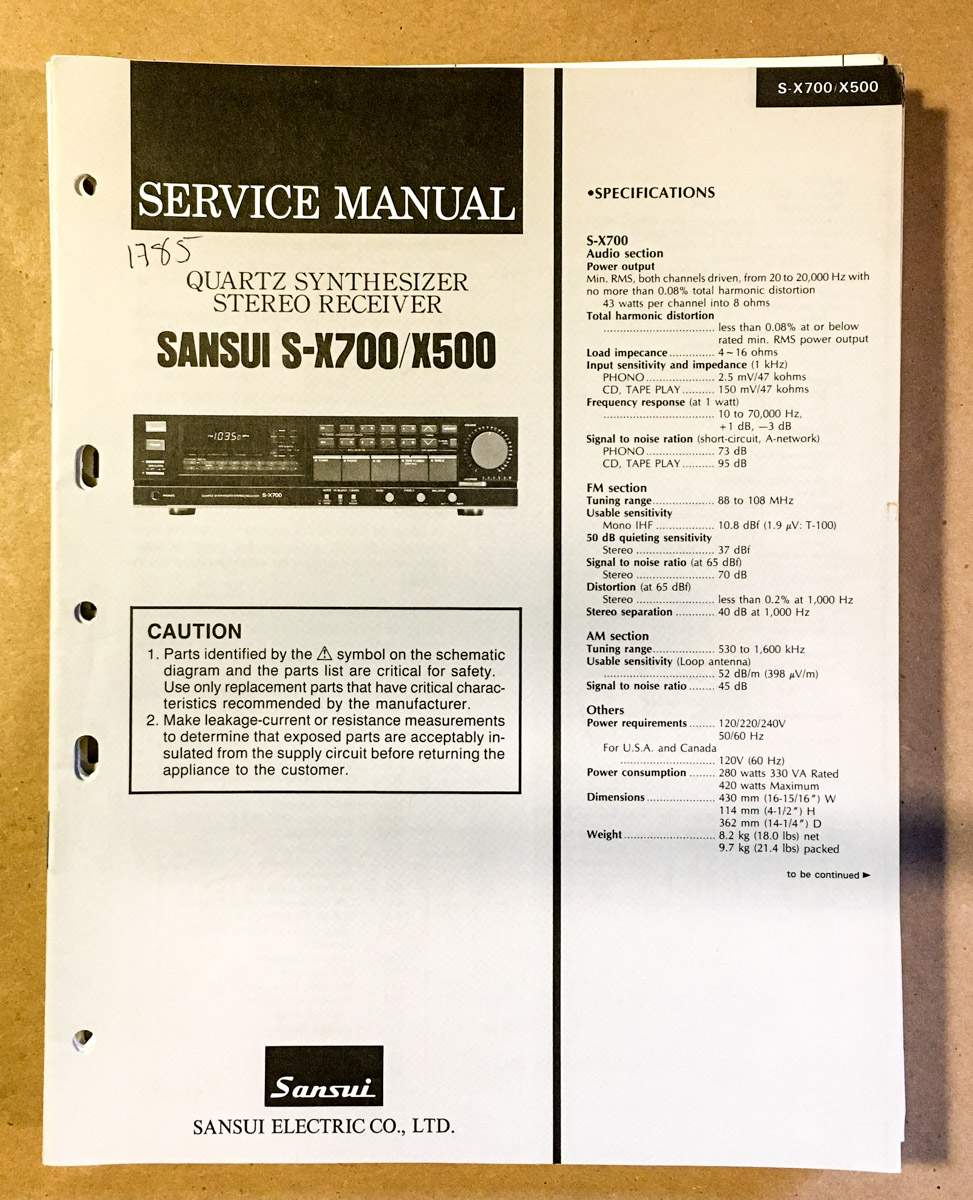 S-X700/X500
SERVICE MANUAL
1785
QUARTZ SYNTHESIZER
STEREO RECEIVER
SANSUI S-X700/X500
1035
S-X700
CAUTION
1. Parts identified by the ⚠ symbol on the schematic
diagram and the parts list are critical for safety.
Use only replacement parts that have critical charac-
teristics recommended by the manufacturer.
2. Make leakage-current or resistance measurements
to determine that exposed parts are acceptably in-
sulated from the supply circuit before returning the
appliance to the customer.
Sansui
SANSUI ELECTRIC CO., LTD.
•SPECIFICATIONS
S-X700
Audio section
Power output
Min. RMS, both channels driven, from 20 to 20,000 Hz with
no more than 0.08% total harmonic distortion
43 watts per channel into 8 ohms
Total harmonic distortion
................................. less than 0.08% at or below
rated min. RMS power output
Load impecance .............. 4~16 ohms
Input sensitivity and impedance (1 kHz)
PHONO ..................... 2.5 mV/47 kohms
CD, TAPE PLAY .......... 150 mV/47 kohms
Frequency response (at 1 watt)
................................. 10 to 70,000 Hz,
+1 dB, −3 dB
Signal to noise ration (short-circuit, A-network)
PHONO ..................... 73 dB
CD, TAPE PLAY .......... 95 dB
FM section
Tuning range ................... 88 to 108 MHz
Usable sensitivity
Mono IHF .................. 10.8 dBf (1.9 μV: T-100)
50 dB quieting sensitivity
Stereo ........................ 37 dBf
Signal to noise ratio (at 65 dBf)
Stereo ........................ 70 dB
Distortion (at 65 dBf)
Stereo ........................ less than 0.2% at 1,000 Hz
Stereo separation ............ 40 dB at 1,000 Hz
AM section
Tuning range ................... 530 to 1,600 kHz
Usable sensitivity (Loop antenna)
................................. 52 dB/m (398 μV/m)
Signal to noise ratio ........ 45 dB
Others
Power requirements ........ 120/220/240V
50/60 Hz
For U.S.A. and Canada
............................ 120V (60 Hz)
Power consumption ........ 280 watts 330 VA Rated
420 watts Maximum
Dimensions ..................... 430 mm (16-15/16″) W
114 mm (4-1/2″) H
362 mm (14-1/4″) D
Weight ........................... 8.2 kg (18.0 lbs) net
9.7 kg (21.4 lbs) packed
to be continued ►